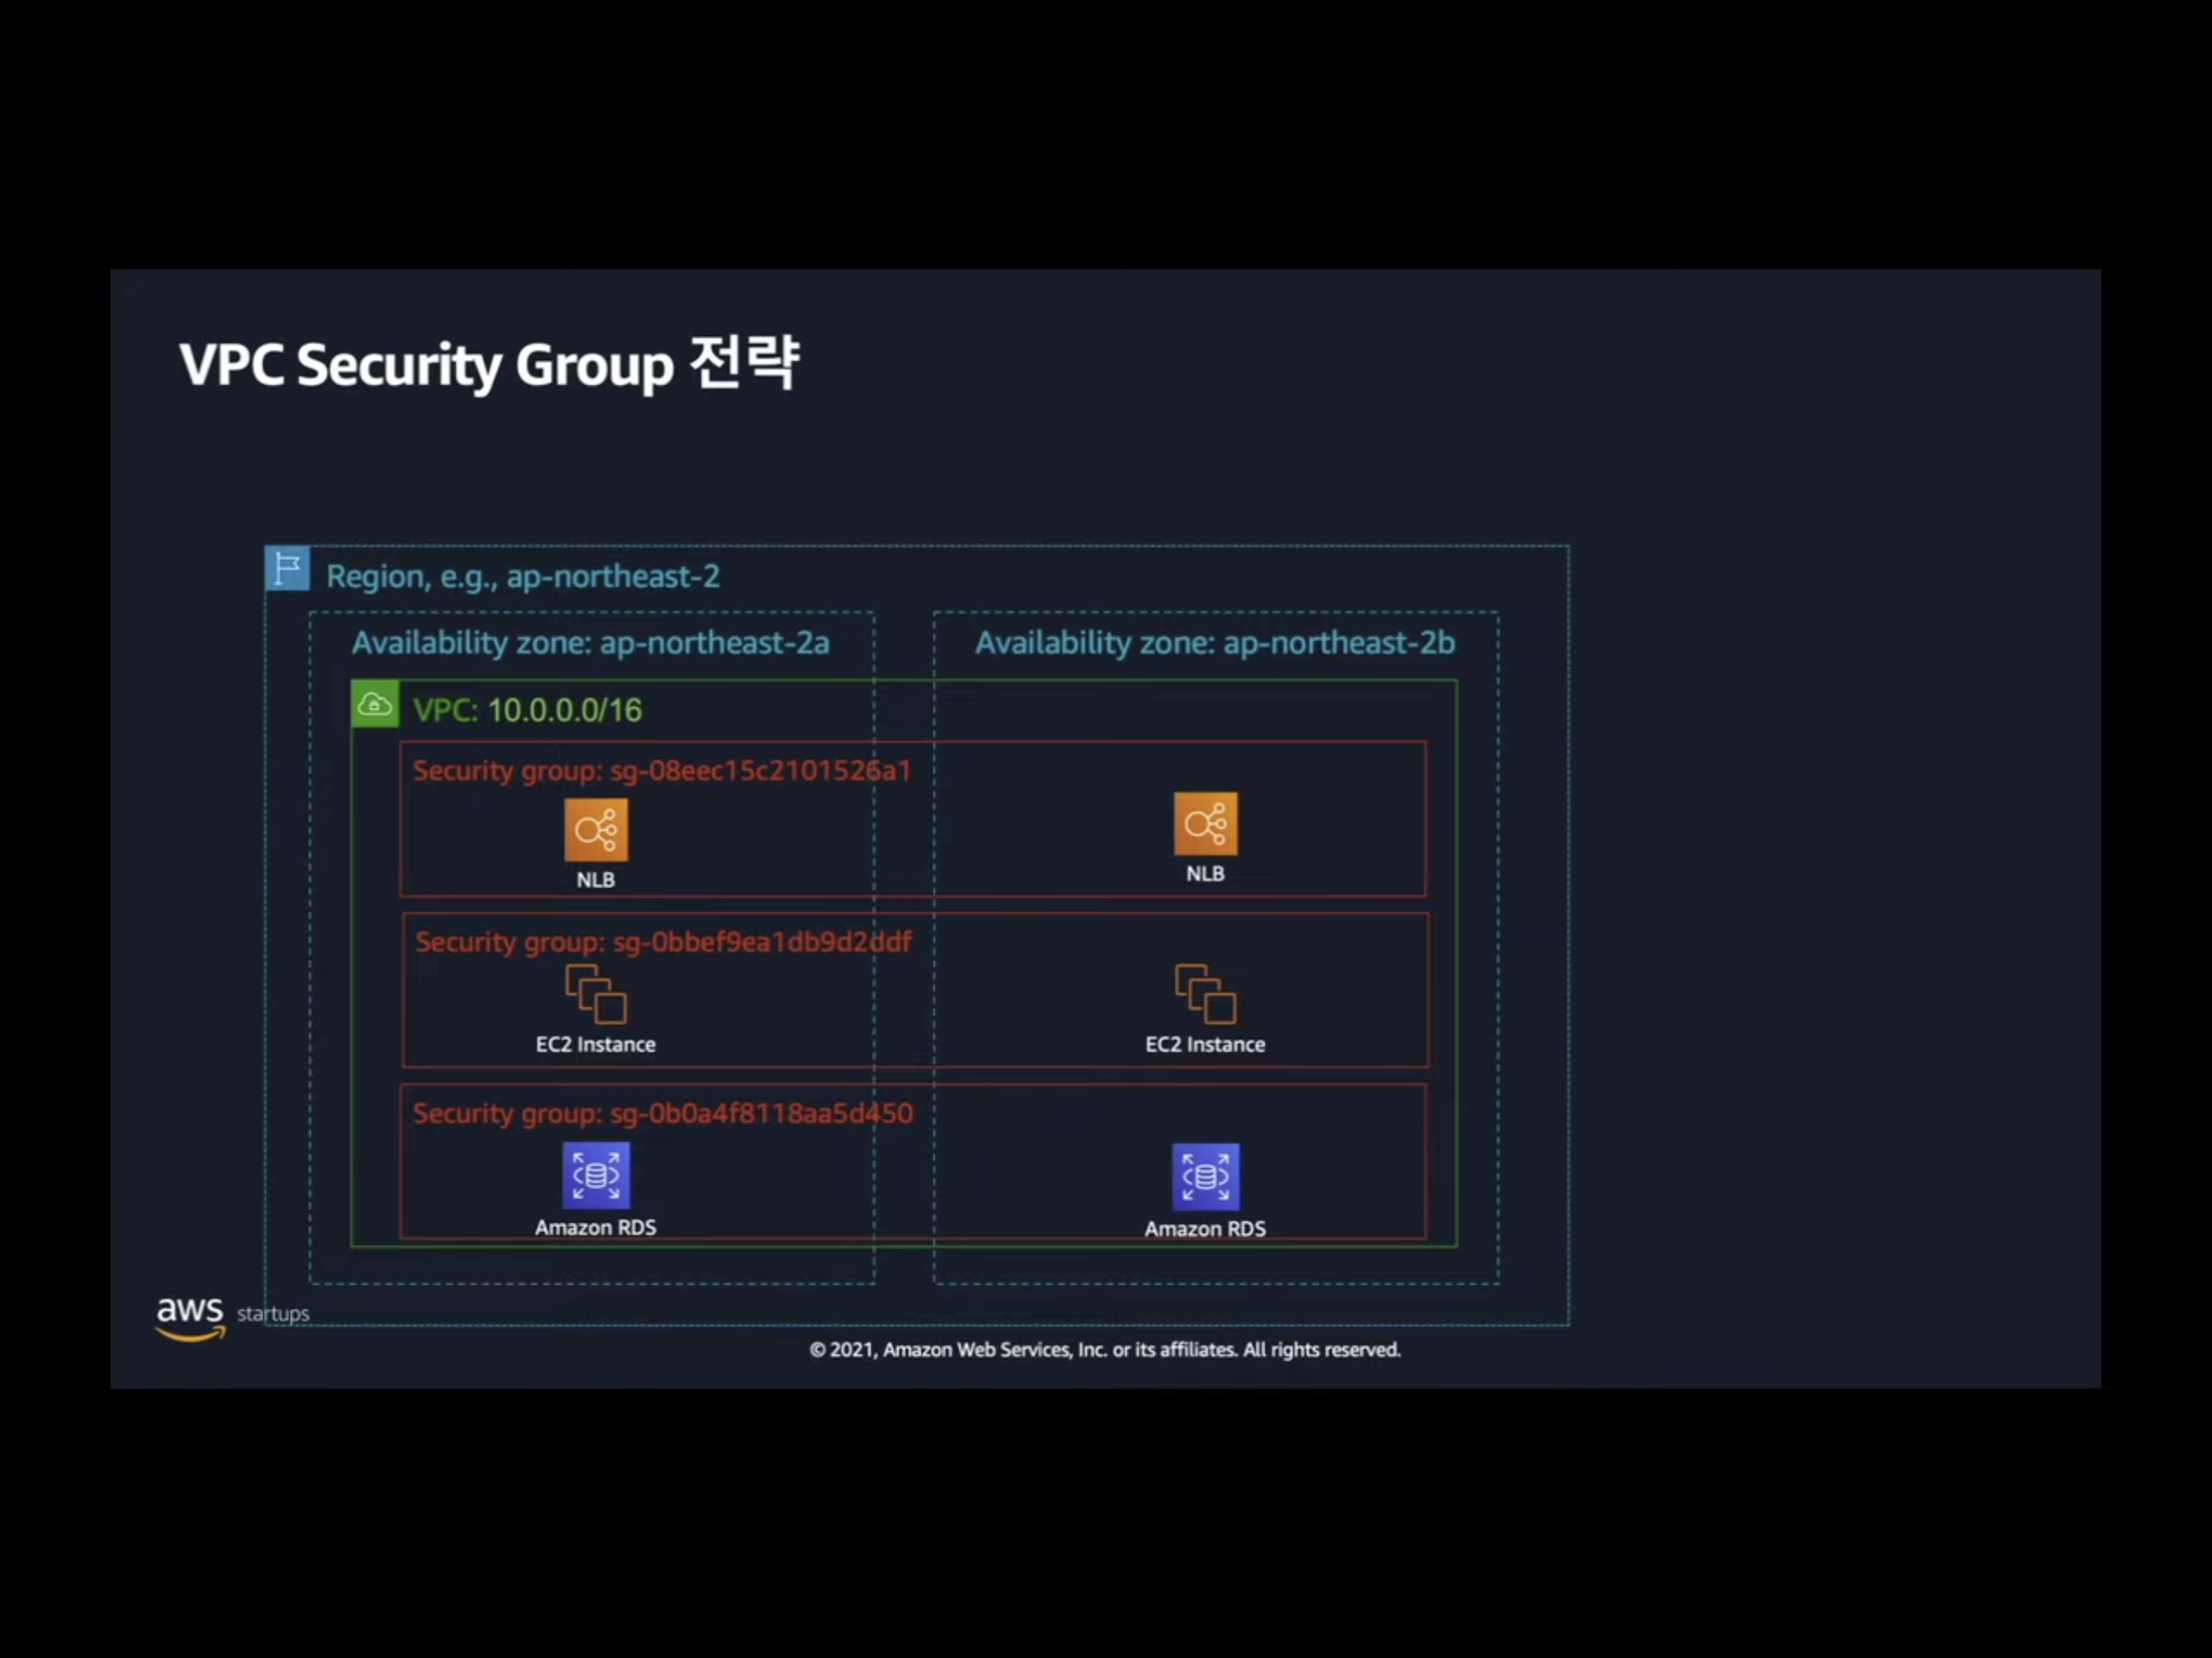 VPC Security Group 전략
Region, e.g., ap-northeast-2
Availability zone: ap-northeast-2a
Availability zone: ap-northeast-2b
VPC: 10.0.0.0/16
Security group: sg-08eec15c2101526a1
NLB
NLB
Security group: sg-0bbef9ea1db9d2ddf
EC2 Instance
EC2 Instance
Security group: sg-0b0a4f8118aa5d450
Amazon RDS
Amazon RDS
aws startups
© 2021, Amazon Web Services, Inc. or its affiliates. All rights reserved.